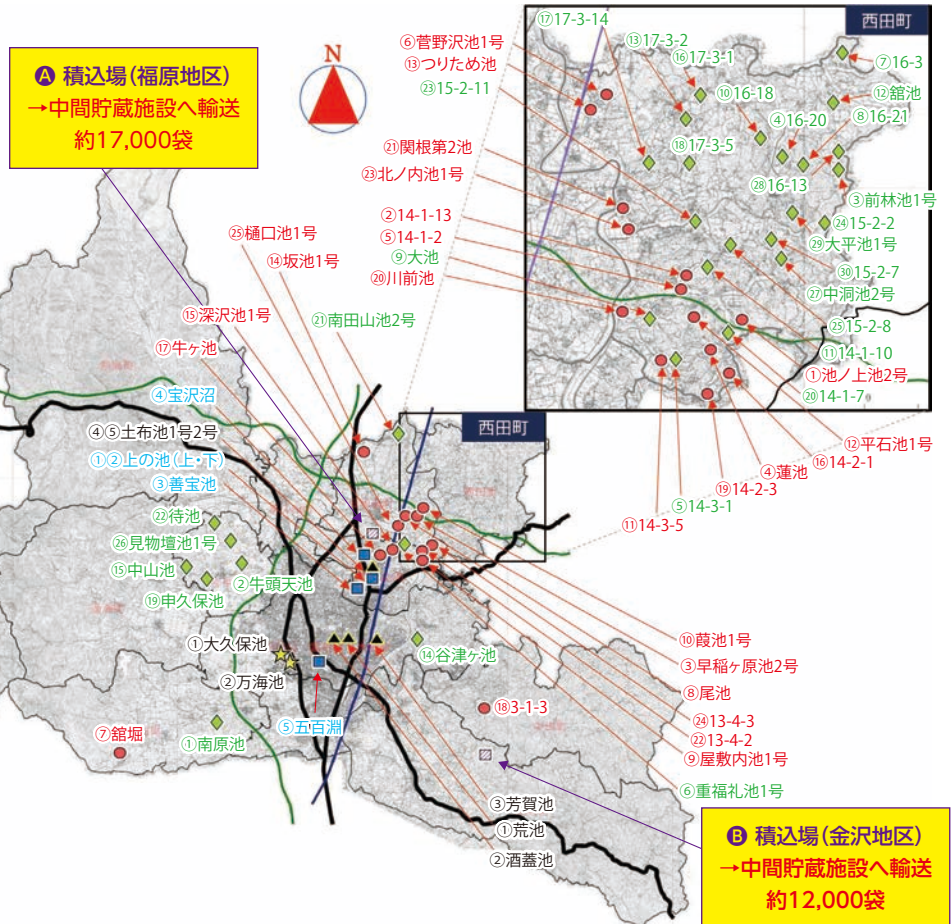 Ⓐ 積込場(福原地区)
→中間貯蔵施設へ輸送
約17,000袋
N
⑥菅野沢池1号
⑬つりため池
㉓15-2-11
㉑関根第2池
㉓北ノ内池1号
②14-1-13
⑤14-1-2
⑨大池
⑳川前池
西田町
⑰17-3-14
⑬17-3-2
⑯17-3-1
⑦16-3
⑩16-18
⑫舘池
④16-20
⑧16-21
⑱17-3-5
㉘16-13
③前林池1号
㉔15-2-2
㉙大平池1号
㉚15-2-7
㉗中洞池2号
㉕15-2-8
⑪14-1-10
①池ノ上池2号
⑳14-1-7
⑫平石池1号
⑯14-2-1
④蓮池
⑲14-2-3
⑤14-3-1
⑪14-3-5
㉕樋口池1号
⑭坂池1号
⑮深沢池1号
㉑南田山池2号
⑰牛ヶ池
④宝沢沼
④⑤土布池1号2号
①②上の池(上・下)
③善宝池
西田町
㉒待池
㉖見物壇池1号
⑮中山池
②牛頭天池
⑲申久保池
①大久保池
②万海池
⑭谷津ヶ池
⑤五百淵
①南原池
⑦舘堀
⑱3-1-3
⑩葭池1号
③早稲ヶ原池2号
⑧尾池
㉔13-4-3
㉒13-4-2
⑨屋敷内池1号
⑥重福礼池1号
③芳賀池
①荒池
②酒蓋池
Ⓑ 積込場(金沢地区)
→中間貯蔵施設へ輸送
約12,000袋